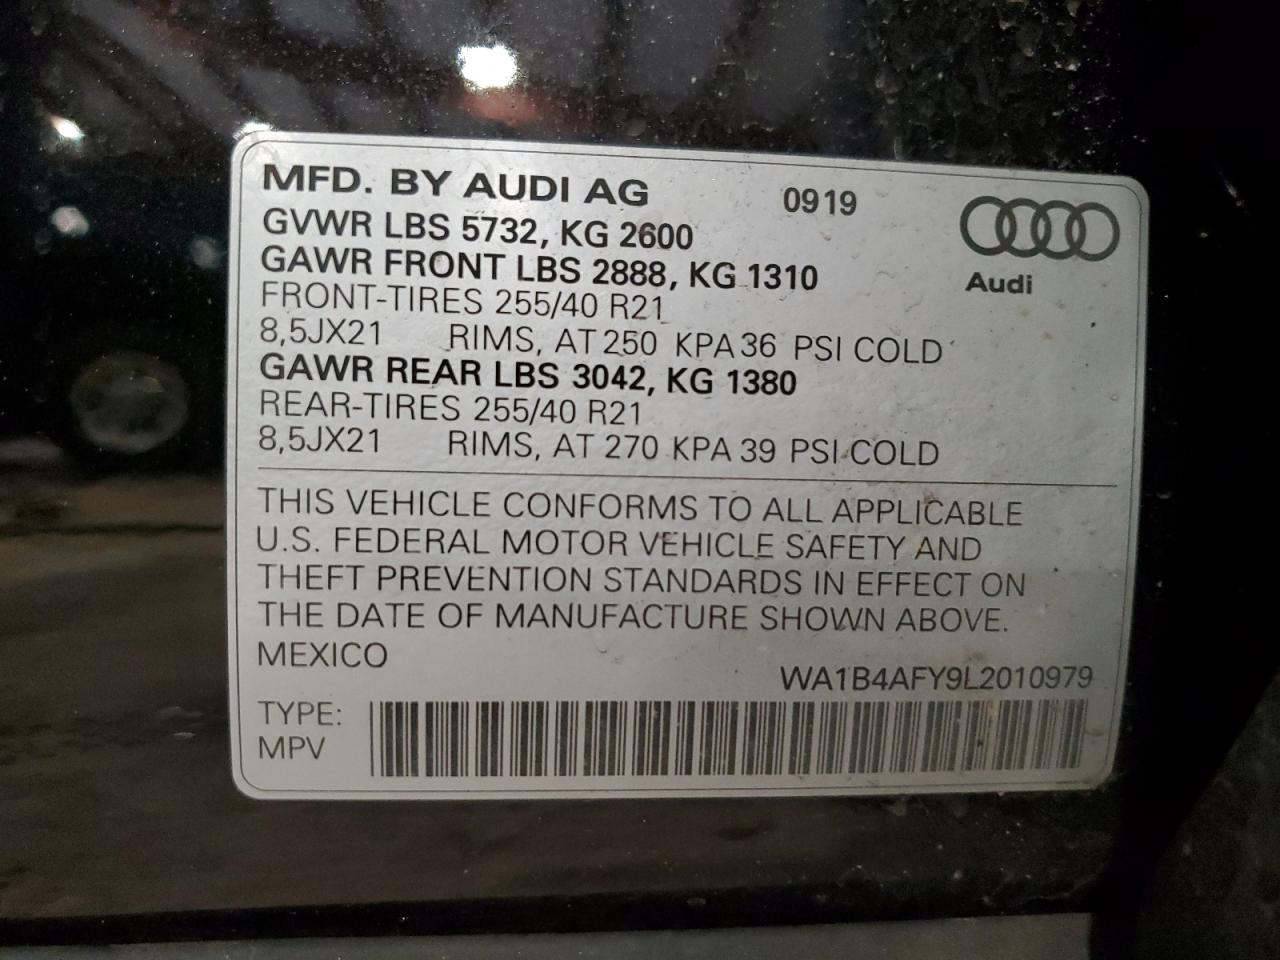 MFD. BY AUDI AG 0919
GVWR LBS 5732, KG 2600
GAWR FRONT LBS 2888, KG 1310
Audi
FRONT-TIRES 255/40 R21
8,5JX21 RIMS, AT 250 KPA 36 PSI COLD
GAWR REAR LBS 3042, KG 1380
REAR-TIRES 255/40 R21
8,5JX21 RIMS, AT 270 KPA 39 PSI COLD
THIS VEHICLE CONFORMS TO ALL APPLICABLE
U.S. FEDERAL MOTOR VEHICLE SAFETY AND
THEFT PREVENTION STANDARDS IN EFFECT ON
THE DATE OF MANUFACTURE SHOWN ABOVE.
MEXICO
WA1B4AFY9L2010979
TYPE:
MPV